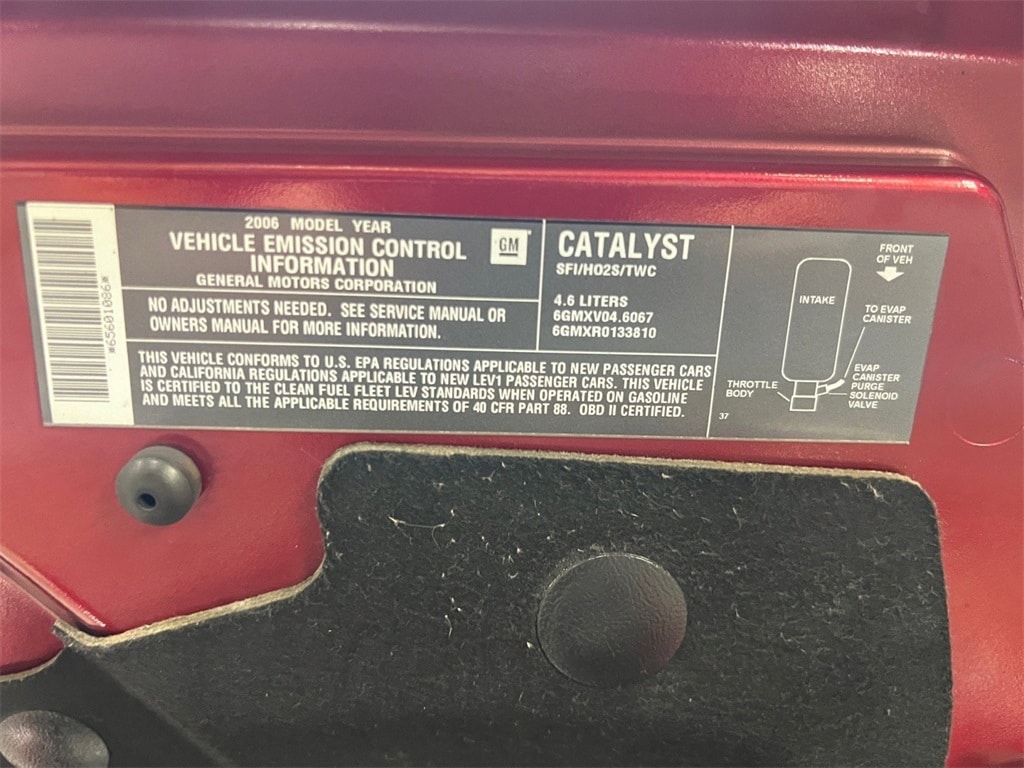 *65601086*
2006 MODEL YEAR
VEHICLE EMISSION CONTROL
INFORMATION
GENERAL MOTORS CORPORATION
GM
NO ADJUSTMENTS NEEDED. SEE SERVICE MANUAL OR
OWNERS MANUAL FOR MORE INFORMATION.
CATALYST
SFI/HO2S/TWC
4.6 LITERS
6GMXV04.6067
6GMXR0133810
THIS VEHICLE CONFORMS TO U.S. EPA REGULATIONS APPLICABLE TO NEW PASSENGER CARS
AND CALIFORNIA REGULATIONS APPLICABLE TO NEW LEV1 PASSENGER CARS. THIS VEHICLE
IS CERTIFIED TO THE CLEAN FUEL FLEET LEV STANDARDS WHEN OPERATED ON GASOLINE
AND MEETS ALL THE APPLICABLE REQUIREMENTS OF 40 CFR PART 88. OBD II CERTIFIED.
FRONT
OF VEH
INTAKE
TO EVAP
CANISTER
THROTTLE
BODY
EVAP
CANISTER
PURGE
SOLENOID
VALVE
37